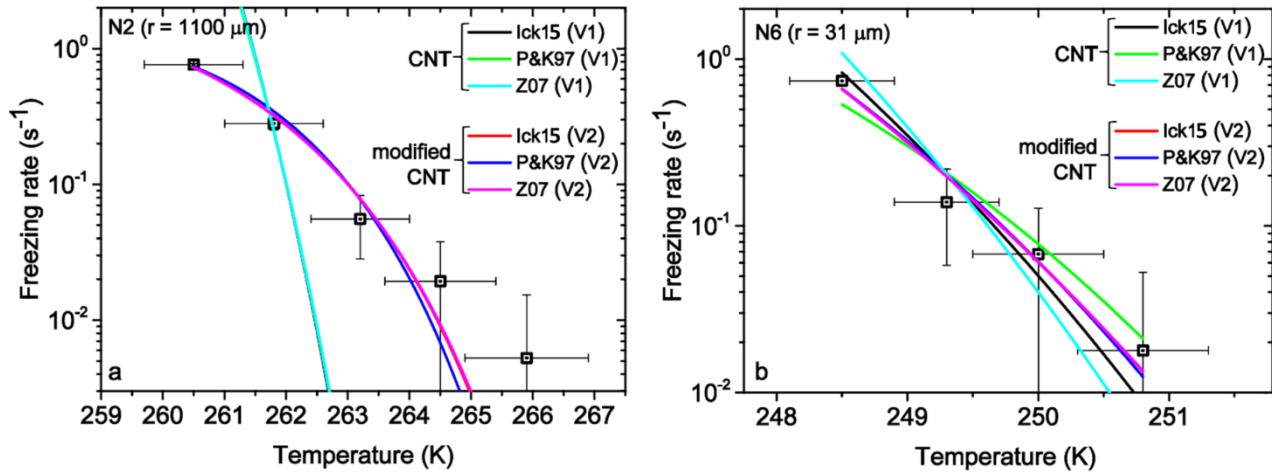 N2 (r = 1100 μm)
CNT
Ick15 (V1)
P&K97 (V1)
Z07 (V1)
modified
CNT
Ick15 (V2)
P&K97 (V2)
Z07 (V2)
Freezing rate (s⁻¹)
10⁰
10⁻¹
10⁻²
a
259 260 261 262 263 264 265 266 267
Temperature (K)
N6 (r = 31 μm)
CNT
Ick15 (V1)
P&K97 (V1)
Z07 (V1)
modified
CNT
Ick15 (V2)
P&K97 (V2)
Z07 (V2)
Freezing rate (s⁻¹)
10⁰
10⁻¹
10⁻²
b
248 249 250 251
Temperature (K)